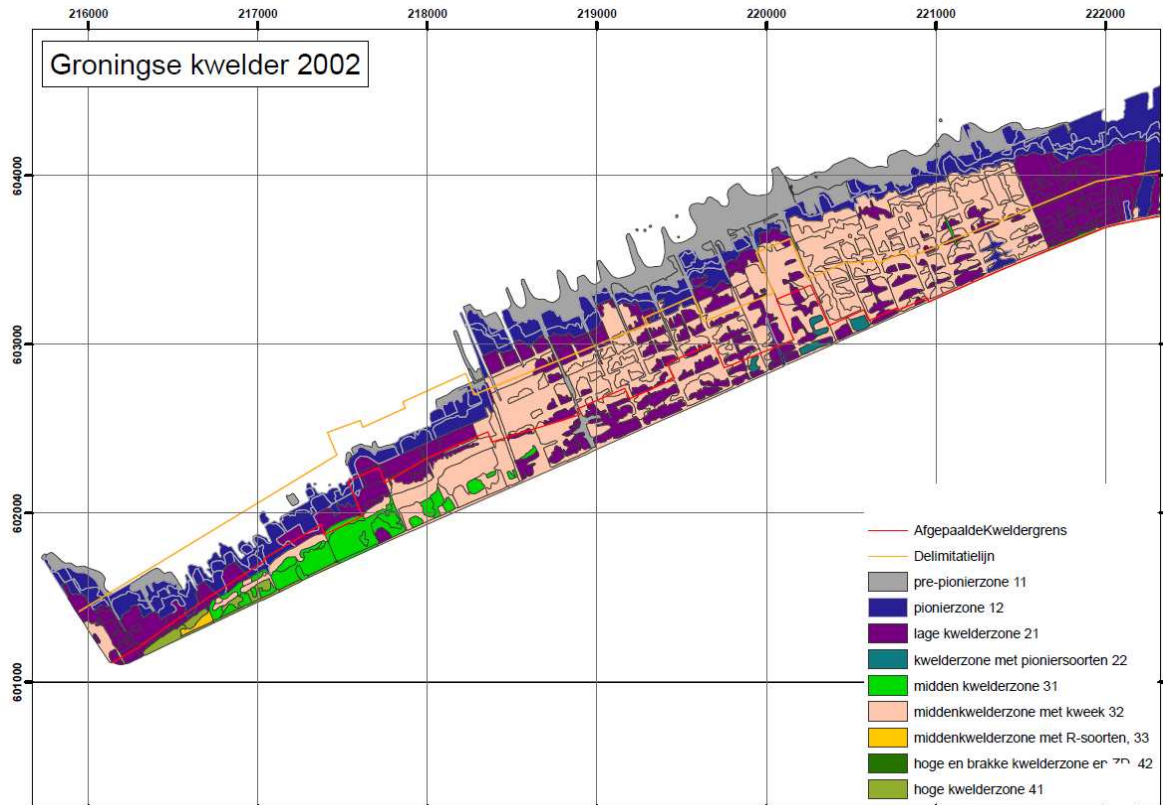 216000 217000 218000 219000 220000 221000 222000
Groningse kwelder 2002
604000
603000
602000
601000
AfgepaaldeKweldergrens
Delimitatielijn
pre-pionierzone 11
pionierzone 12
lage kwelderzone 21
kwelderzone met pioniersoorten 22
midden kwelderzone 31
middenkwelderzone met kweek 32
middenkwelderzone met R-soorten, 33
hoge en brakke kwelderzone en 42
hoge kwelderzone 41